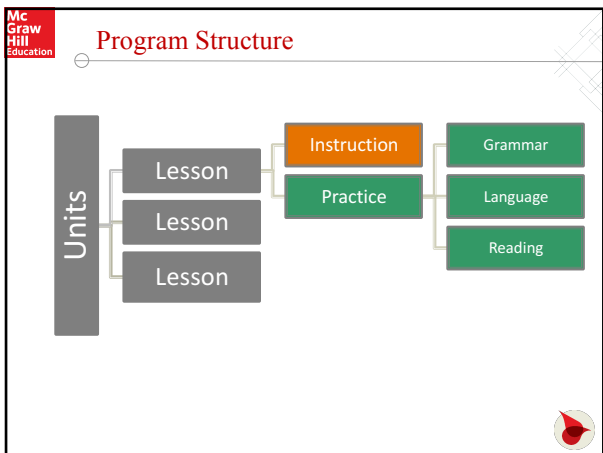 Mc
Graw
Hill
Education
Program Structure
Units
Lesson
Lesson
Lesson
Instruction
Practice
Grammar
Language
Reading